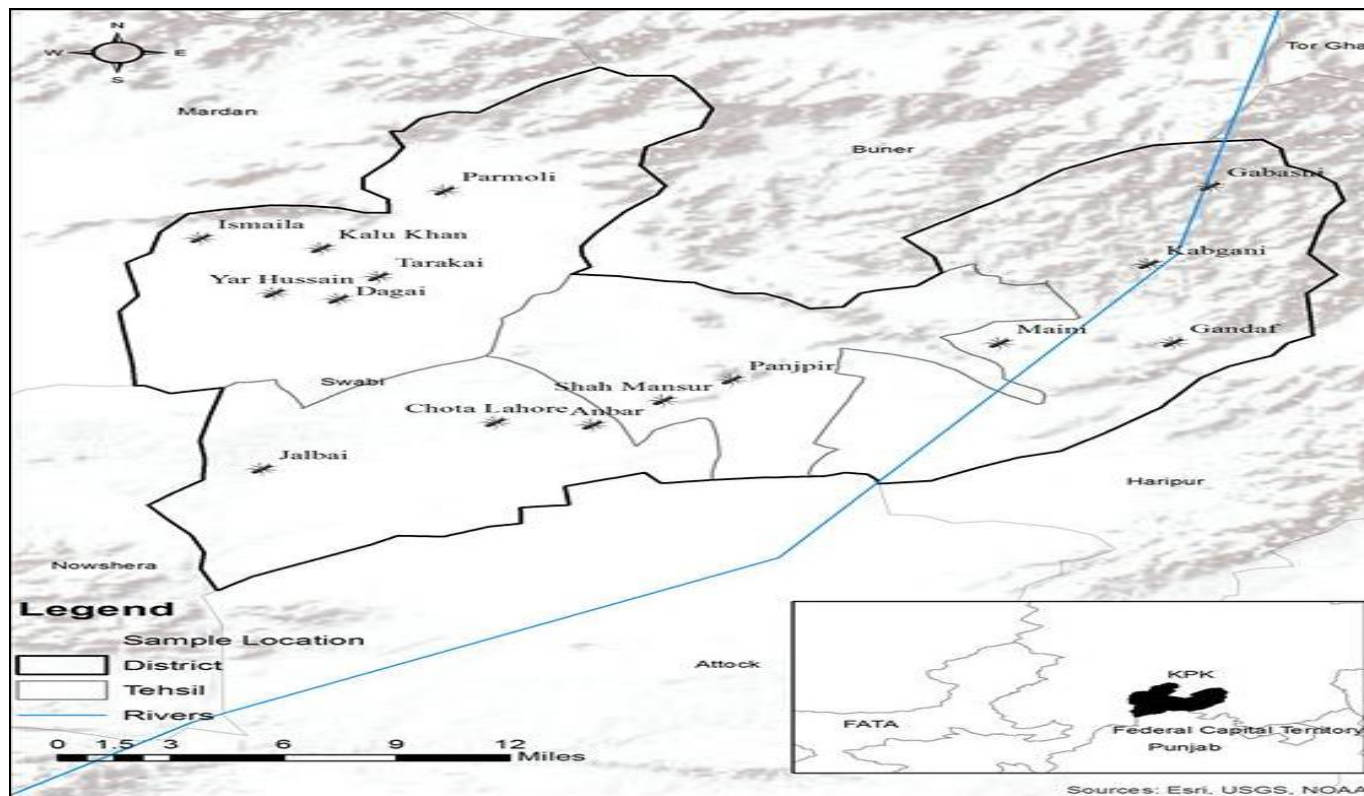 N
W E
S
Tor Gha
Mardan
Buner
Parmoli
Gabashi
Ismaila
Kalu Khan
Kabgani
Tarakai
Yar Hussain
Dagai
Maini
Gandaf
Panjpir
Swabi
Shah Mansur
Chota Lahore
Anbar
Jalbai
Haripur
Nowshera
Legend
Sample Location
District
Tehsil
Rivers
Attock
KPK
FATA
Federal Capital Territory
Punjab
0 1.5 3 6 9 12
Miles
Sources: Esri, USGS, NOAA